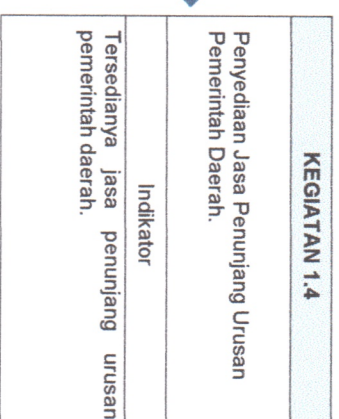 KEGIATAN 1.4
Penyediaan Jasa Penunjang Urusan
Pemerintah Daerah.
Indikator
Tersedianya jasa penunjang urusan
pemerintah daerah.